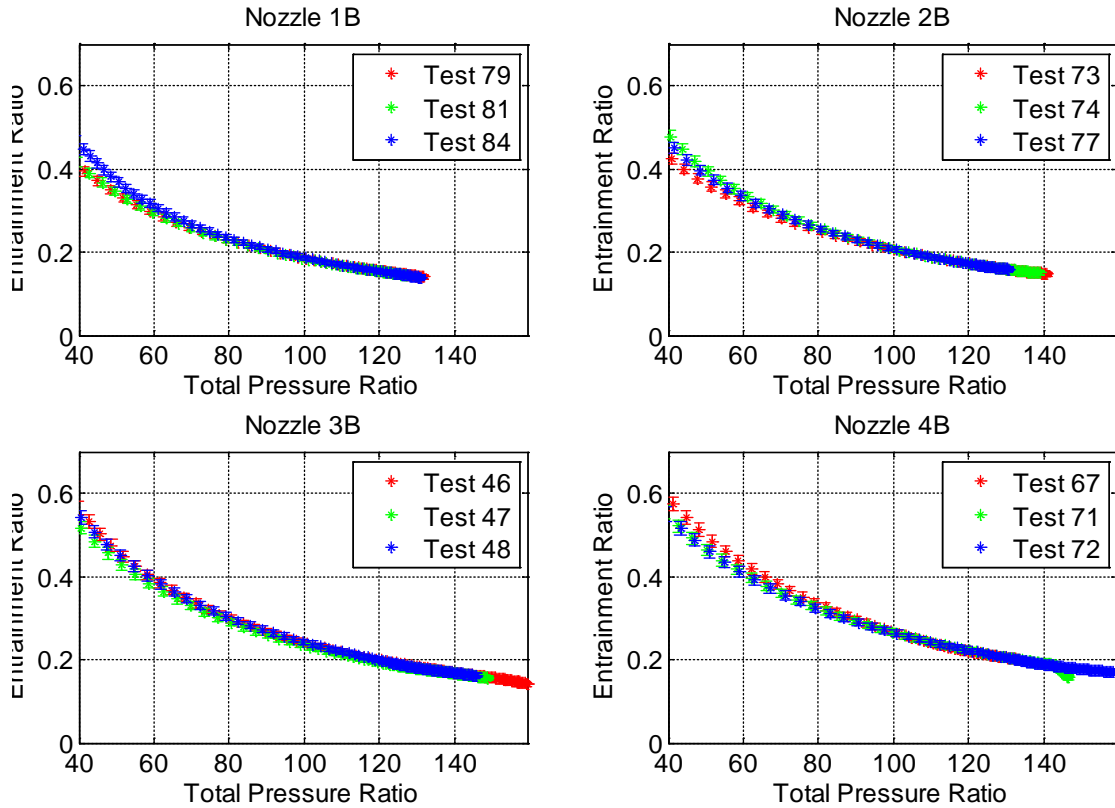 Nozzle 1B
Entrainment Ratio
0.6
0.4
0.2
0
Test 79
Test 81
Test 84
40 60 80 100 120 140
Total Pressure Ratio
Nozzle 2B
Entrainment Ratio
0.6
0.4
0.2
0
Test 73
Test 74
Test 77
40 60 80 100 120 140
Total Pressure Ratio
Nozzle 3B
Entrainment Ratio
0.6
0.4
0.2
0
Test 46
Test 47
Test 48
40 60 80 100 120 140
Total Pressure Ratio
Nozzle 4B
Entrainment Ratio
0.6
0.4
0.2
0
Test 67
Test 71
Test 72
40 60 80 100 120 140
Total Pressure Ratio